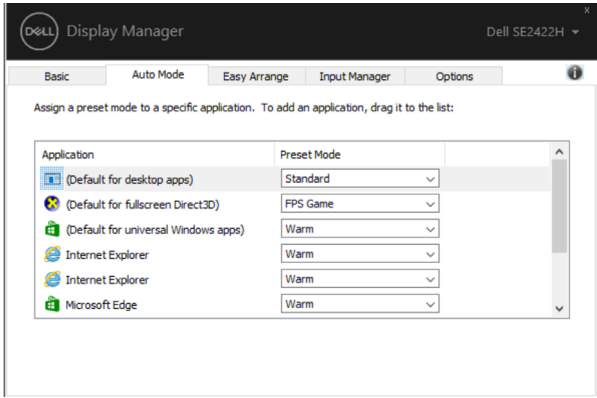 DELL Display Manager Dell SE2422H
x
Basic Auto Mode Easy Arrange Input Manager Options
Assign a preset mode to a specific application. To add an application, drag it to the list:
Application Preset Mode
(Default for desktop apps) Standard
(Default for fullscreen Direct3D) FPS Game
(Default for universal Windows apps) Warm
Internet Explorer Warm
Internet Explorer Warm
Microsoft Edge Warm